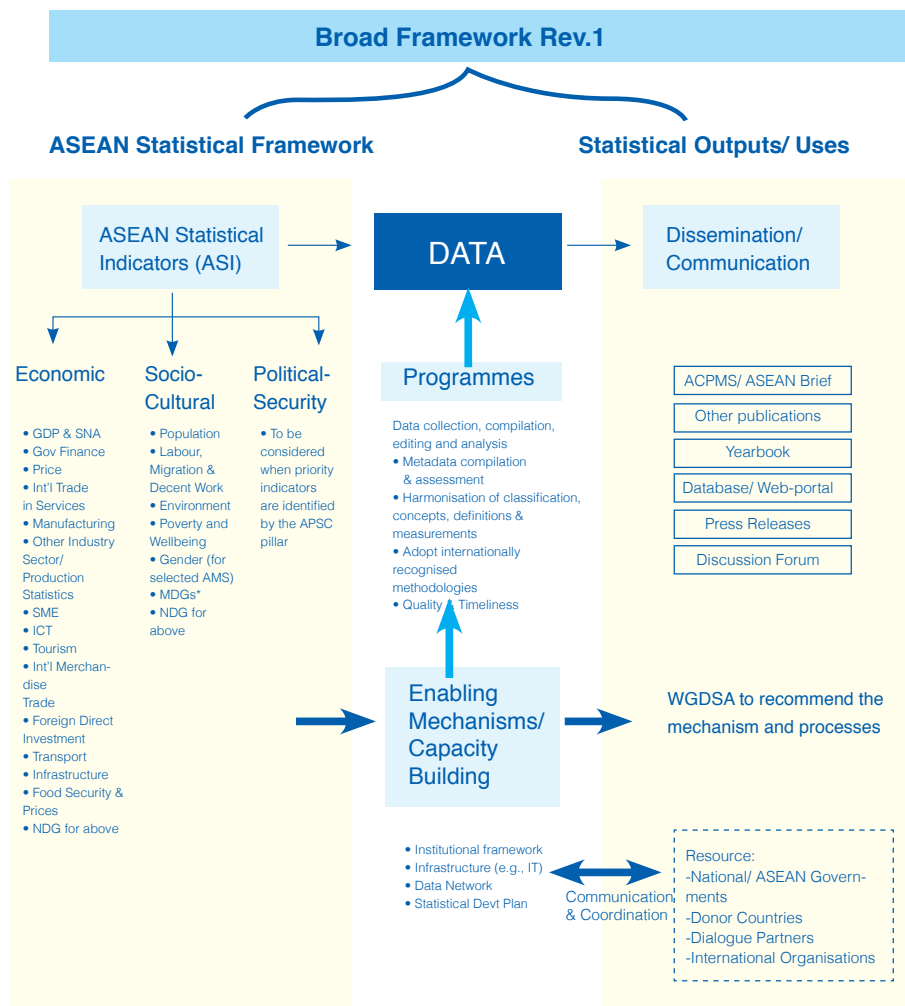 Broad Framework Rev.1
ASEAN Statistical Framework
Statistical Outputs/ Uses
ASEAN Statistical
Indicators (ASI)
DATA
Dissemination/
Communication
Economic
• GDP & SNA
• Gov Finance
• Price
• Int'l Trade
in Services
• Manufacturing
• Other Industry
Sector/
Production
Statistics
• SME
• ICT
• Tourism
• Int'l Merchan-
dise
Trade
• Foreign Direct
Investment
• Transport
• Infrastructure
• Food Security &
Prices
• NDG for above
Socio-
Cultural
• Population
• Labour,
Migration &
Decent Work
• Environment
• Poverty and
Wellbeing
• Gender (for
selected AMS)
• MDGs*
• NDG for
above
Political-
Security
• To be
considered
when priority
indicators
are identified
by the APSC
pillar
Programmes
Data collection, compilation,
editing and analysis
• Metadata compilation
& assessment
• Harmonisation of classification,
concepts, definitions &
measurements
• Adopt internationally
recognised
methodologies
• Quality & Timeliness
ACPMS/ ASEAN Brief
Other publications
Yearbook
Database/ Web-portal
Press Releases
Discussion Forum
Enabling
Mechanisms/
Capacity
Building
WGDSA to recommend the
mechanism and processes
• Institutional framework
• Infrastructure (e.g., IT)
• Data Network
• Statistical Devt Plan
Communication
& Coordination
Resource:
-National/ ASEAN Govern-
ments
-Donor Countries
-Dialogue Partners
-International Organisations